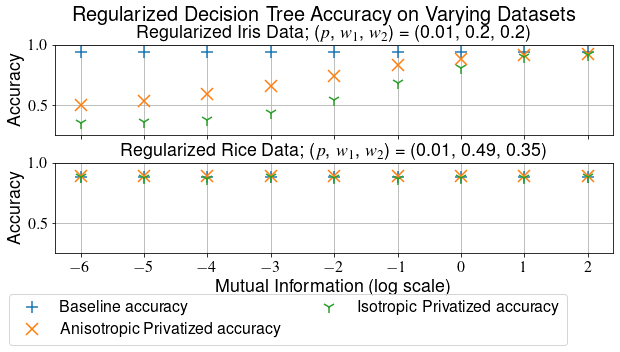 Regularized Decision Tree Accuracy on Varying Datasets
Regularized Iris Data; (p, w₁, w₂) = (0.01, 0.2, 0.2)
1.0
0.5
Accuracy
Regularized Rice Data; (p, w₁, w₂) = (0.01, 0.49, 0.35)
1.0
0.5
Accuracy
−6 −5 −4 −3 −2 −1 0 1 2
Mutual Information (log scale)
Baseline accuracy Isotropic Privatized accuracy
Anisotropic Privatized accuracy